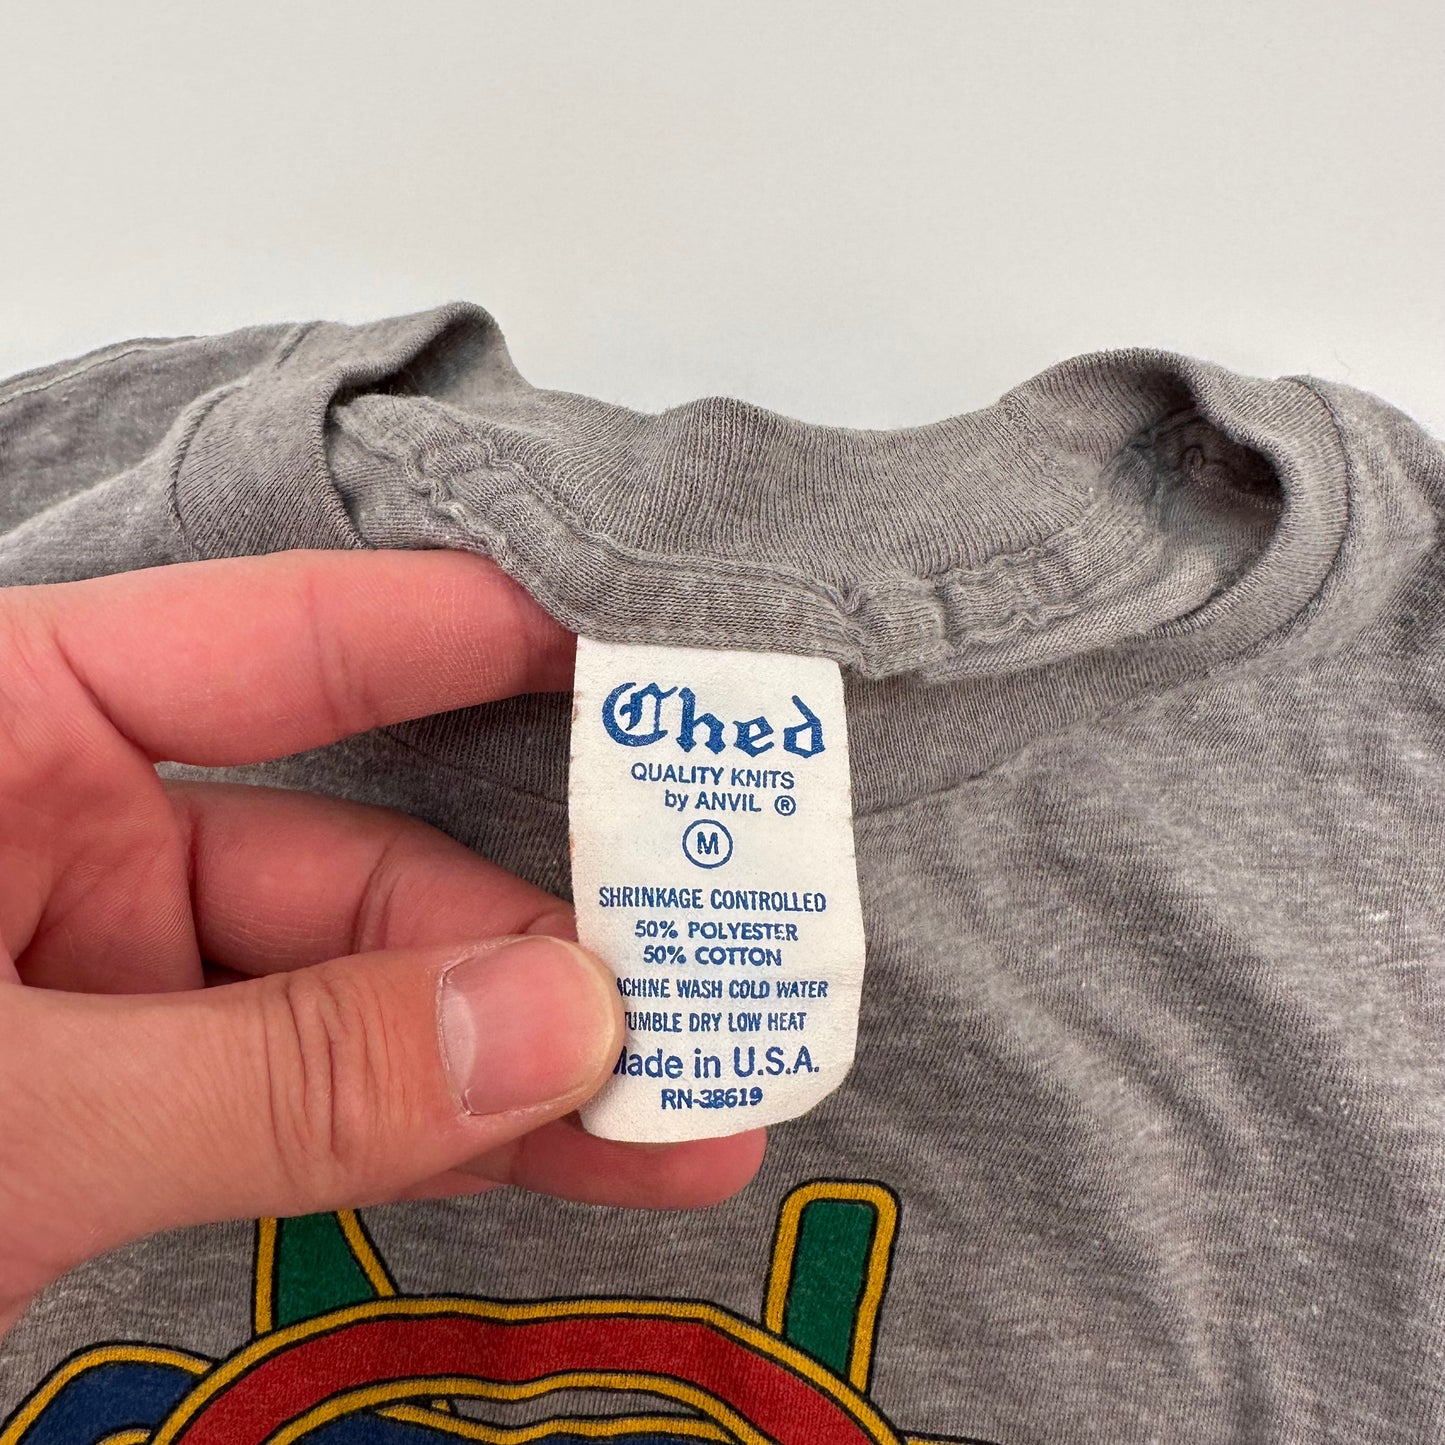 Ched
QUALITY KNITS
by ANVIL ®
M
SHRINKAGE CONTROLLED
50% POLYESTER
50% COTTON
ACHINE WASH COLD WATER
TUMBLE DRY LOW HEAT
Made in U.S.A.
RN-38619